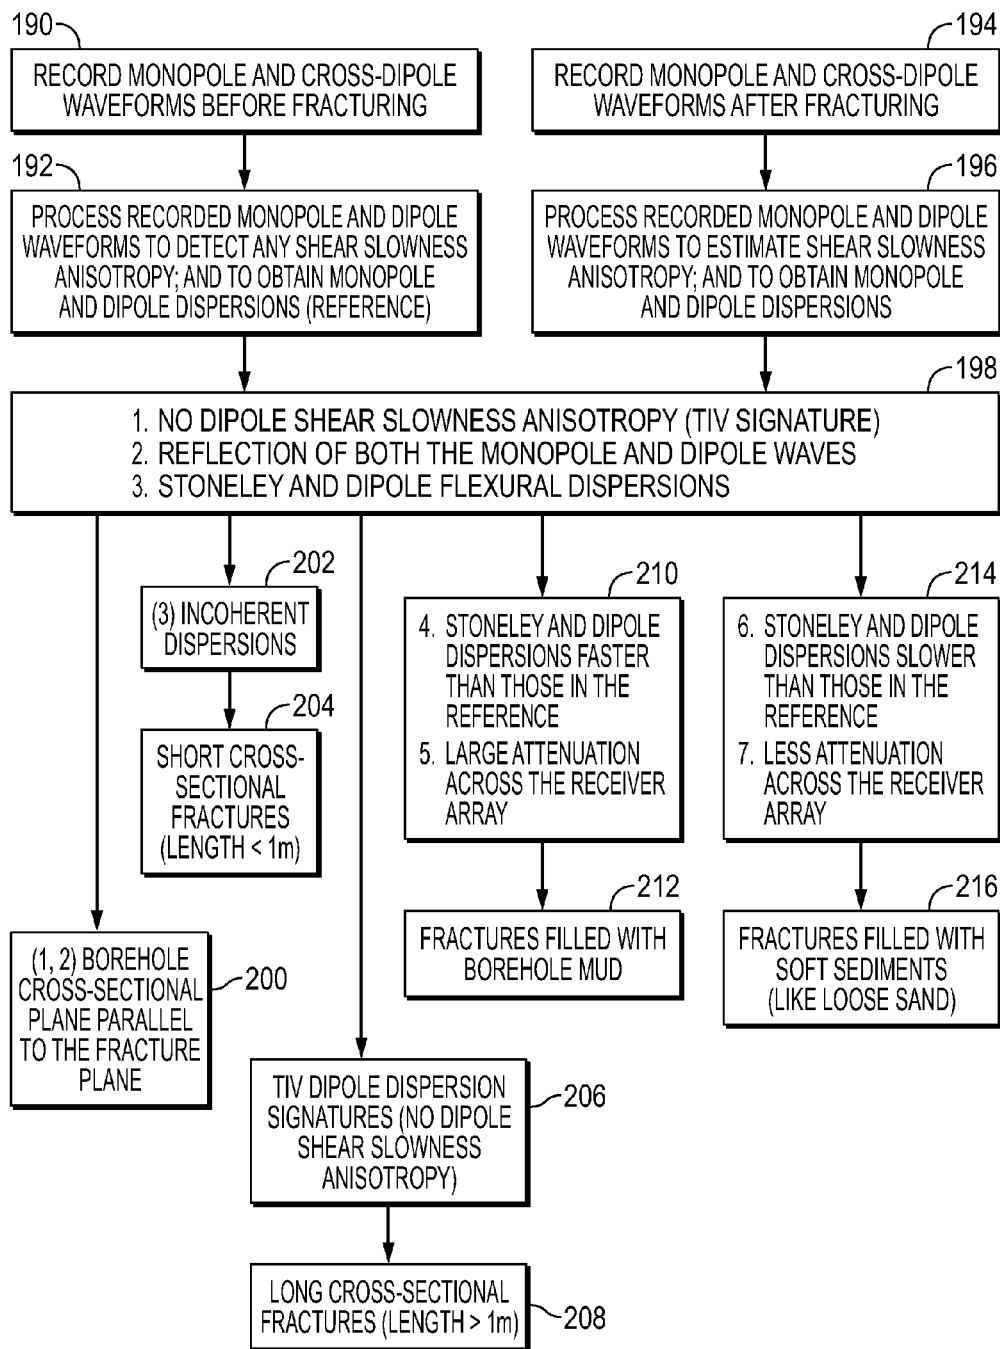 190
RECORD MONOPOLE AND CROSS-DIPOLE
WAVEFORMS BEFORE FRACTURING
194
RECORD MONOPOLE AND CROSS-DIPOLE
WAVEFORMS AFTER FRACTURING
192
PROCESS RECORDED MONOPOLE AND DIPOLE
WAVEFORMS TO DETECT ANY SHEAR SLOWNESS
ANISOTROPY; AND TO OBTAIN MONOPOLE
AND DIPOLE DISPERSIONS (REFERENCE)
196
PROCESS RECORDED MONOPOLE AND DIPOLE
WAVEFORMS TO ESTIMATE SHEAR SLOWNESS
ANISOTROPY; AND TO OBTAIN MONOPOLE
AND DIPOLE DISPERSIONS
198
1. NO DIPOLE SHEAR SLOWNESS ANISOTROPY (TIV SIGNATURE)
2. REFLECTION OF BOTH THE MONOPOLE AND DIPOLE WAVES
3. STONELEY AND DIPOLE FLEXURAL DISPERSIONS
202
(3) INCOHERENT
DISPERSIONS
204
SHORT CROSS-
SECTIONAL
FRACTURES
(LENGTH < 1m)
210
4. STONELEY AND DIPOLE
DISPERSIONS FASTER
THAN THOSE IN THE
REFERENCE
5. LARGE ATTENUATION
ACROSS THE RECEIVER
ARRAY
214
6. STONELEY AND DIPOLE
DISPERSIONS SLOWER
THAN THOSE IN THE
REFERENCE
7. LESS ATTENUATION
ACROSS THE RECEIVER
ARRAY
212
FRACTURES FILLED WITH
BOREHOLE MUD
216
FRACTURES FILLED WITH
SOFT SEDIMENTS
(LIKE LOOSE SAND)
(1, 2) BOREHOLE
CROSS-SECTIONAL
PLANE PARALLEL
TO THE FRACTURE
PLANE
200
TIV DIPOLE DISPERSION
SIGNATURES (NO DIPOLE
SHEAR SLOWNESS
ANISOTROPY)
206
LONG CROSS-SECTIONAL
FRACTURES (LENGTH > 1m)
208